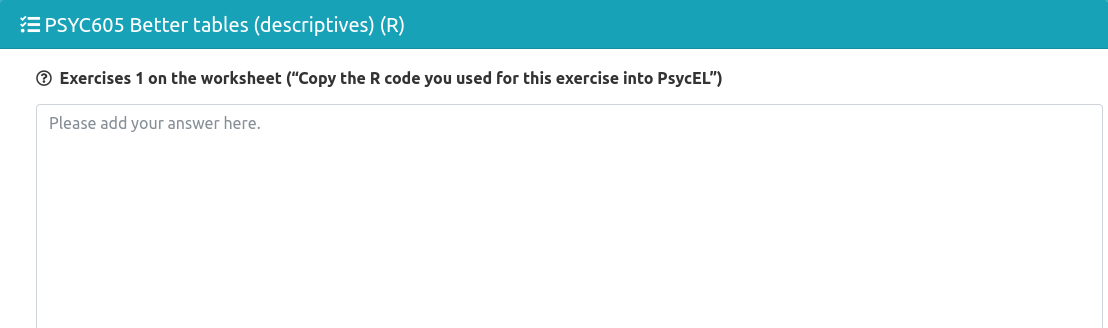 PSYC605 Better tables (descriptives) (R)
Exercises 1 on the worksheet (“Copy the R code you used for this exercise into PsycEL”)
Please add your answer here.